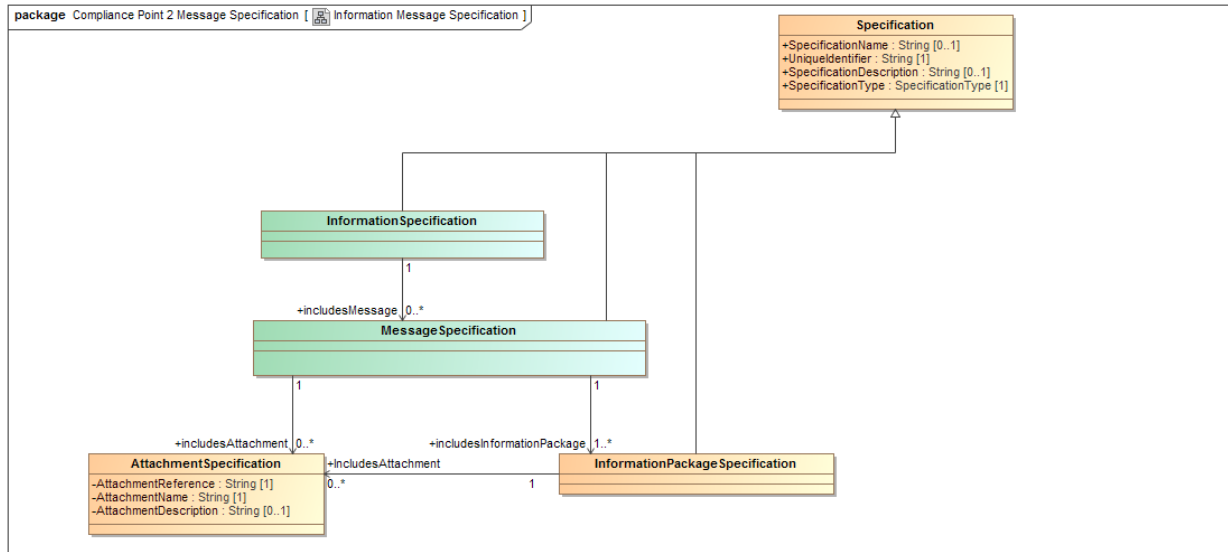 package Compliance Point 2 Message Specification [ Information Message Specification ]
Specification
+SpecificationName : String [0..1]
+UniqueIdentifier : String [1]
+SpecificationDescription : String [0..1]
+SpecificationType : SpecificationType [1]
InformationSpecification
1
+includesMessage 0..*
MessageSpecification
1
1
+includesAttachment 0..*
+includesInformationPackage 1..*
AttachmentSpecification
-AttachmentReference : String [1]
-AttachmentName : String [1]
-AttachmentDescription : String [0..1]
+IncludesAttachment
0..*
1
InformationPackageSpecification